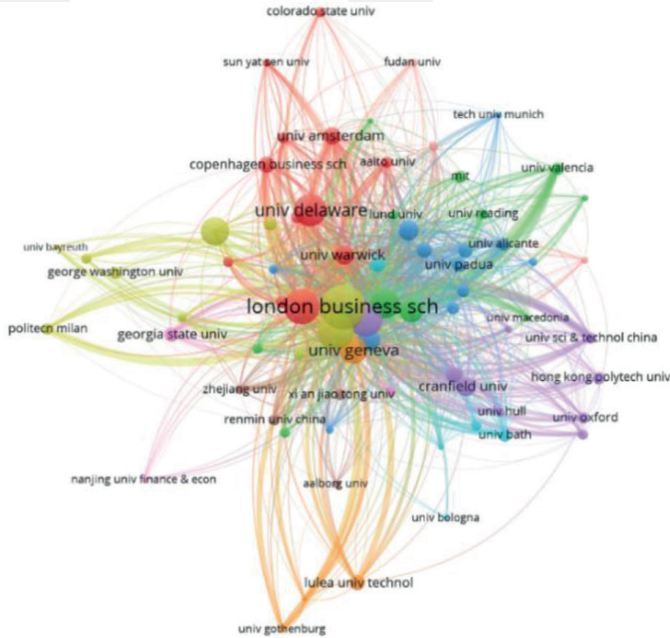 colorado state univ
sun yat sen univ
fudan univ
tech univ munich
univ amsterdam
copenhagen business sch
aalto univ
univ valencia
mit
univ delaware
lund univ
univ reading
univ bayreuth
univ warwick
univ alicante
george washington univ
univ padua
london business sch
politecn milan
georgia state univ
univ macedonia
univ sci & technol china
univ geneva
hong kong polytech univ
zhejiang univ
xi an jiao tong univ
cranfield univ
renmin univ china
univ hull
univ oxford
univ bath
nanjing univ finance & econ
aalborg univ
univ bologna
lulea univ technol
univ gothenburg